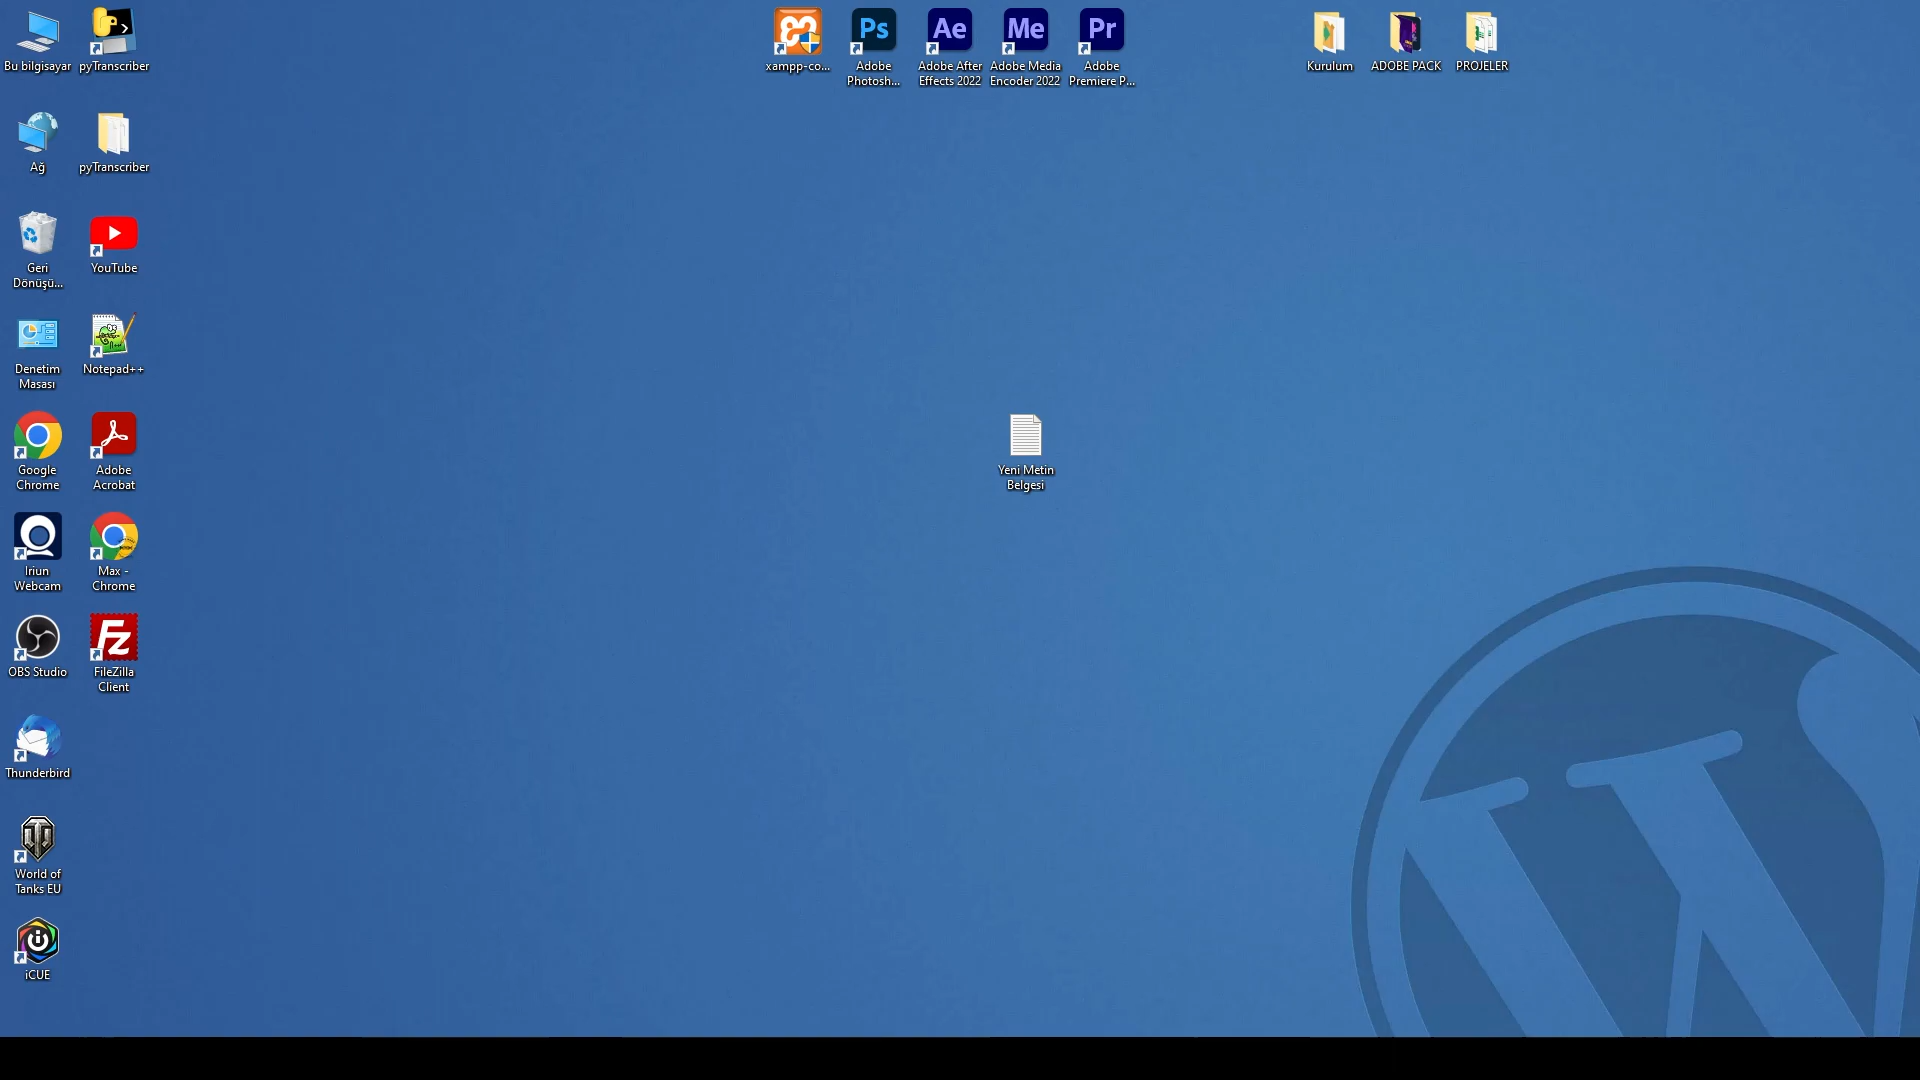 Bu bilgisayar
pyTranscriber
xampp-co...
Ps
Adobe
Photosh...
Ae
Adobe After
Effects 2022
Me
Adobe Media
Encoder 2022
Pr
Adobe
Premiere P...
Kurulum
ADOBE PACK
PROJELER
Ağ
pyTranscriber
Geri
Dönüşü...
YouTube
Denetim
Masası
Notepad++
Google
Chrome
Adobe
Acrobat
Yeni Metin
Belgesi
Iriun
Webcam
Max -
Chrome
OBS Studio
Fz
FileZilla
Client
Thunderbird
World of
Tanks EU
iCUE
W